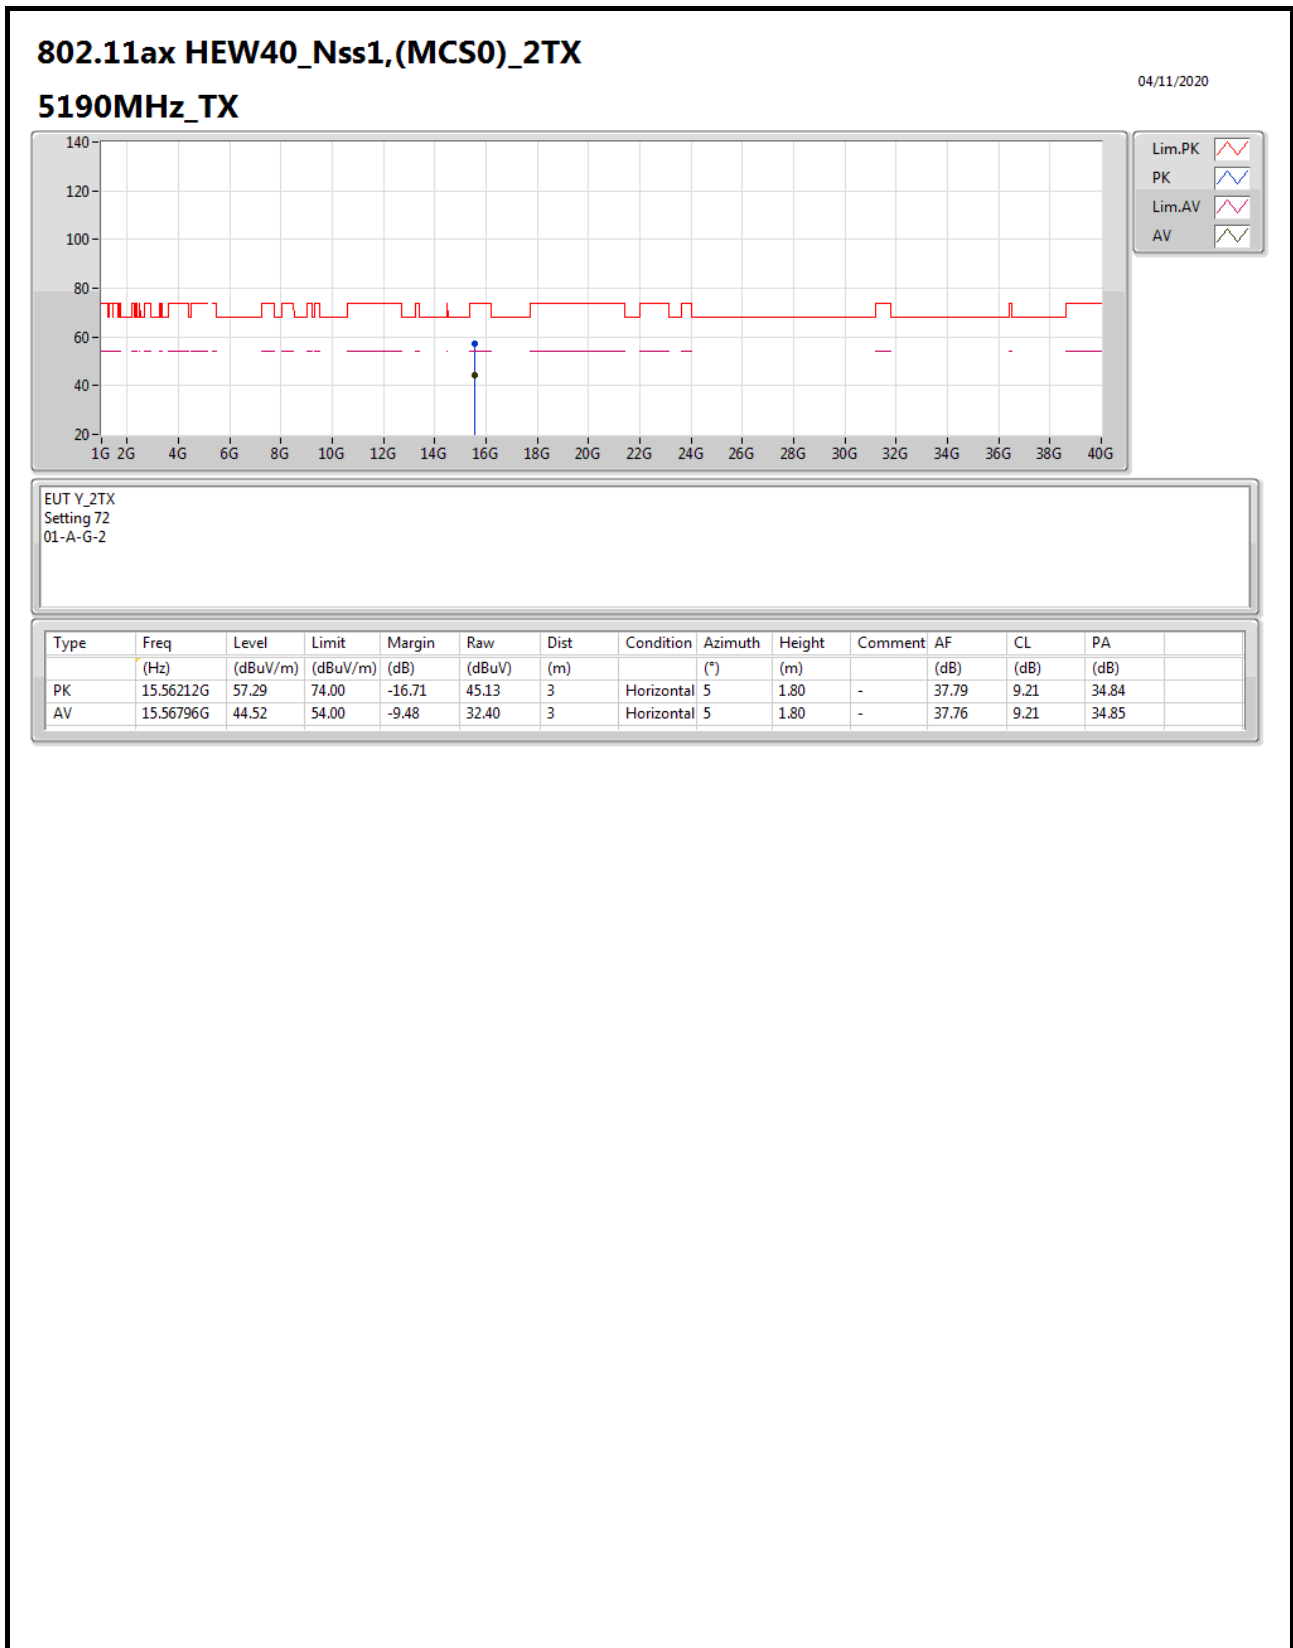 802.11ax HEW40_Nss1,(MCS0)_2TX
04/11/2020
5190MHz_TX
140
120
100
80
60
40
20
1G 2G 4G 6G 8G 10G 12G 14G 16G 18G 20G 22G 24G 26G 28G 30G 32G 34G 36G 38G 40G
Lim.PK
PK
Lim.AV
AV
EUT Y_2TX
Setting 72
01-A-G-2
Type Freq Level Limit Margin Raw Dist Condition Azimuth Height Comment AF CL PA
(Hz) (dBuV/m) (dBuV/m) (dB) (dBuV) (m) (°) (m) (dB) (dB) (dB)
PK 15.56212G 57.29 74.00 -16.71 45.13 3 Horizontal 5 1.80 - 37.79 9.21 34.84
AV 15.56796G 44.52 54.00 -9.48 32.40 3 Horizontal 5 1.80 - 37.76 9.21 34.85